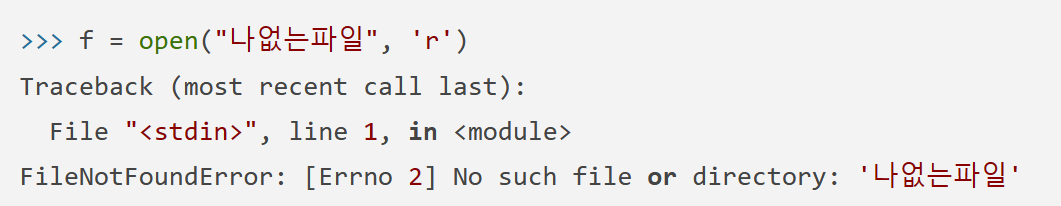 >>> f = open("나없는파일", 'r')
Traceback (most recent call last):
  File "<stdin>", line 1, in <module>
FileNotFoundError: [Errno 2] No such file or directory: '나없는파일'